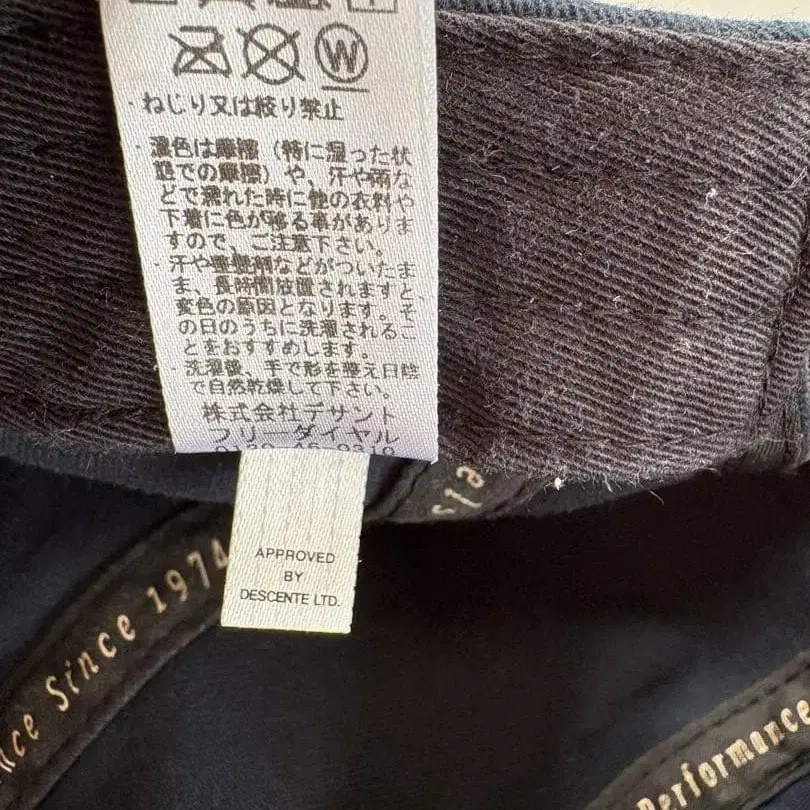 W
・ねじり又は絞り禁止
・濃色は摩擦（特に湿った状
態での摩擦）や、汗や雨な
どで濡れた時に他の衣料や
下着に色が移る事がありま
すので、ご注意下さい。
・汗や整髪料などがついたま
ま、長時間放置されますと、
変色の原因となります。そ
の日のうちに洗濯されるこ
とをおすすめします。
・洗濯後、手で形を整え日陰
で自然乾燥して下さい。
株式会社デサント
フリーダイヤル
0120-46-0310
APPROVED
BY
DESCENTE LTD.
nce Since 1974
Performance